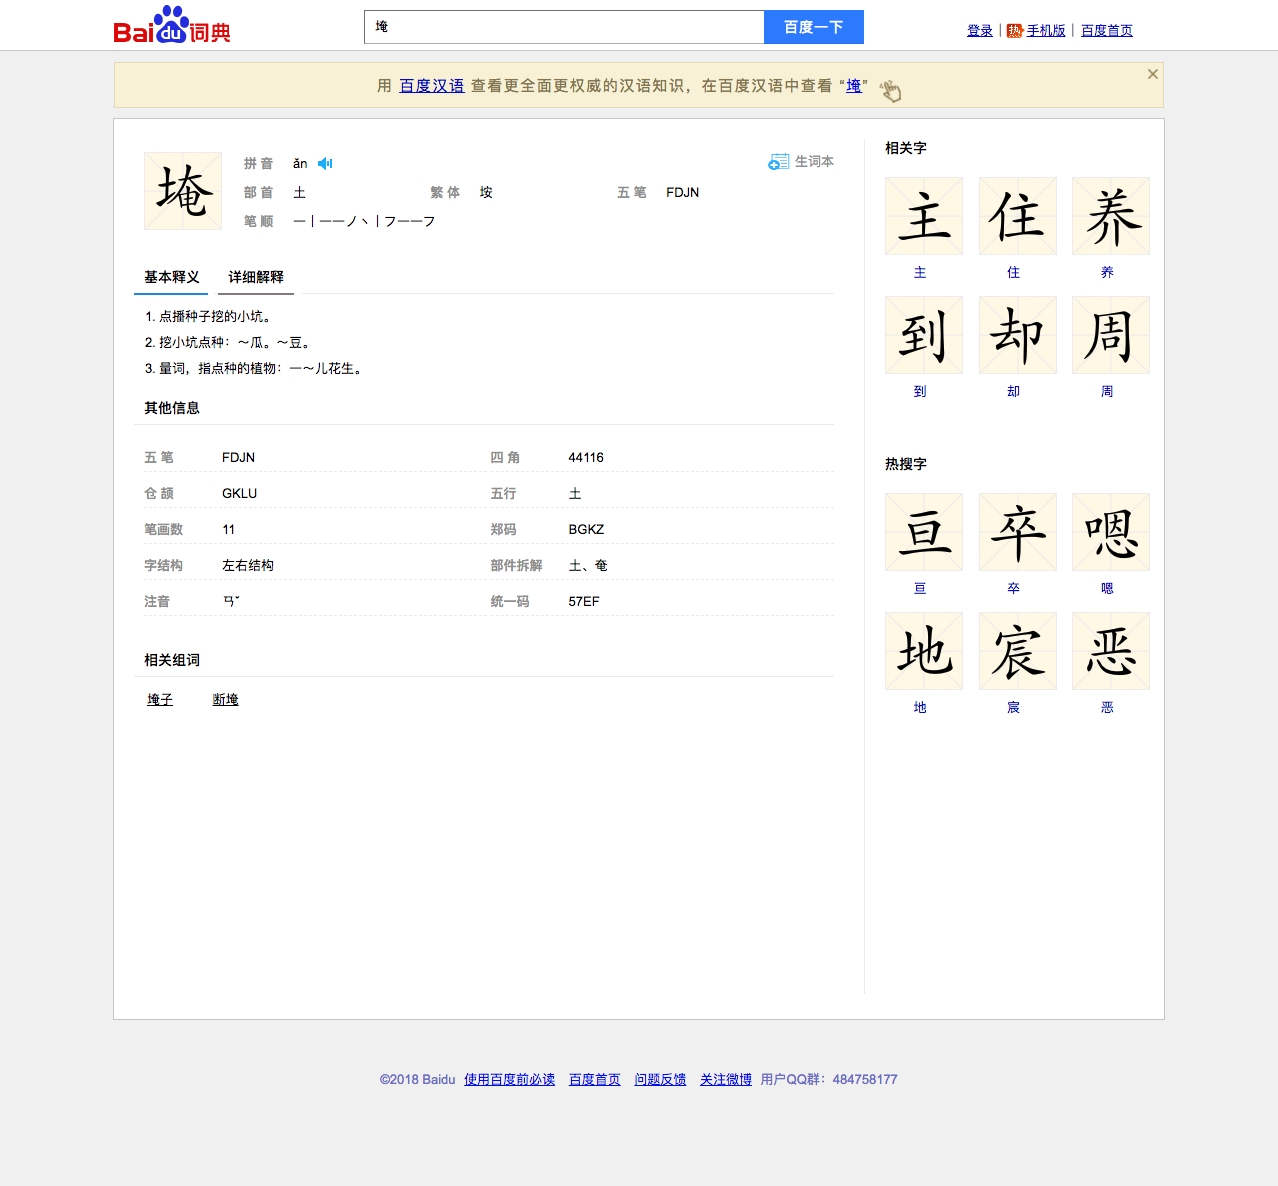 Baidu词典
埯
百度一下
登录 | 热 手机版 | 百度首页
用 百度汉语 查看更全面更权威的汉语知识，在百度汉语中查看 “埯”
埯
拼 音 ǎn
生词本
部 首 土 繁 体 垵 五 笔 FDJN
笔 顺 一丨一一ノ丶丨フ一一フ
基本释义 详细解释
1. 点播种子挖的小坑。
2. 挖小坑点种：～瓜。～豆。
3. 量词，指点种的植物：一～儿花生。
其他信息
五 笔 FDJN 四 角 44116
仓 颉 GKLU 五行 土
笔画数 11 郑码 BGKZ
字结构 左右结构 部件拆解 土、奄
注音 ㄢˇ 统一码 57EF
相关组词
埯子 断埯
相关字
主 住 养
主 住 养
到 却 周
到 却 周
热搜字
亘 卒 嗯
亘 卒 嗯
地 宸 恶
地 宸 恶
©2018 Baidu 使用百度前必读 百度首页 问题反馈 关注微博 用户QQ群：484758177